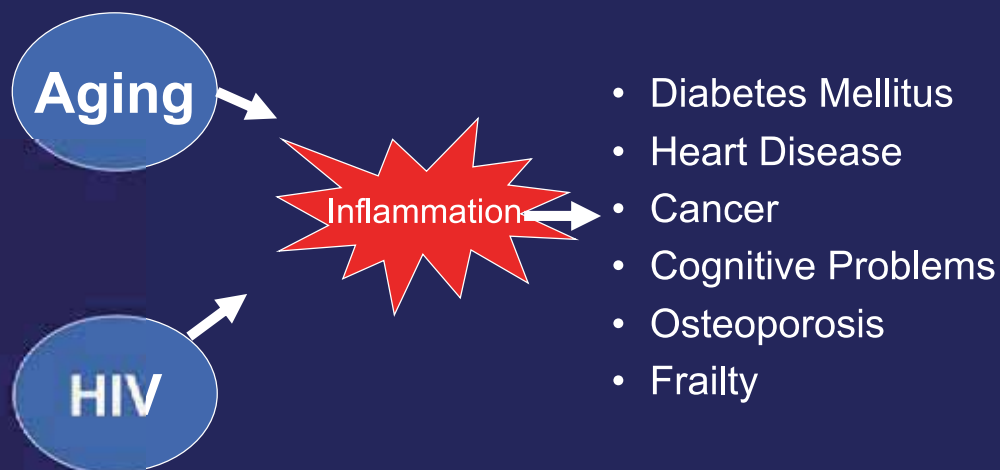 Aging
HIV
Inflammation
• Diabetes Mellitus
• Heart Disease
• Cancer
• Cognitive Problems
• Osteoporosis
• Frailty